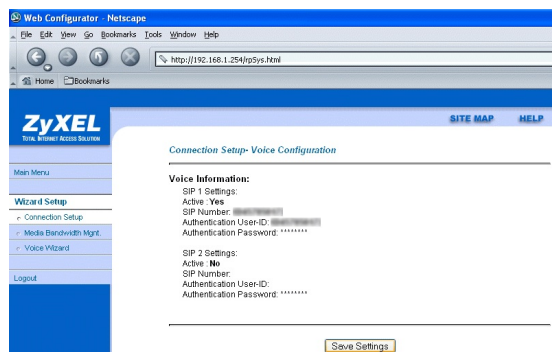 Web Configurator - Netscape
File Edit View Go Bookmarks Tools Window Help
http://192.168.1.254/rpSys.html
Home Bookmarks
ZyXEL
TOTAL INTERNET ACCESS SOLUTION
SITE MAP HELP
Connection Setup- Voice Configuration
Main Menu
Wizard Setup
Connection Setup
Media Bandwidth Mgnt.
Voice Wizard
Logout
Voice Information:
SIP 1 Settings:
Active : Yes
SIP Number:
Authentication User-ID:
Authentication Password: ********
SIP 2 Settings:
Active : No
SIP Number:
Authentication User-ID:
Authentication Password: ********
Save Settings